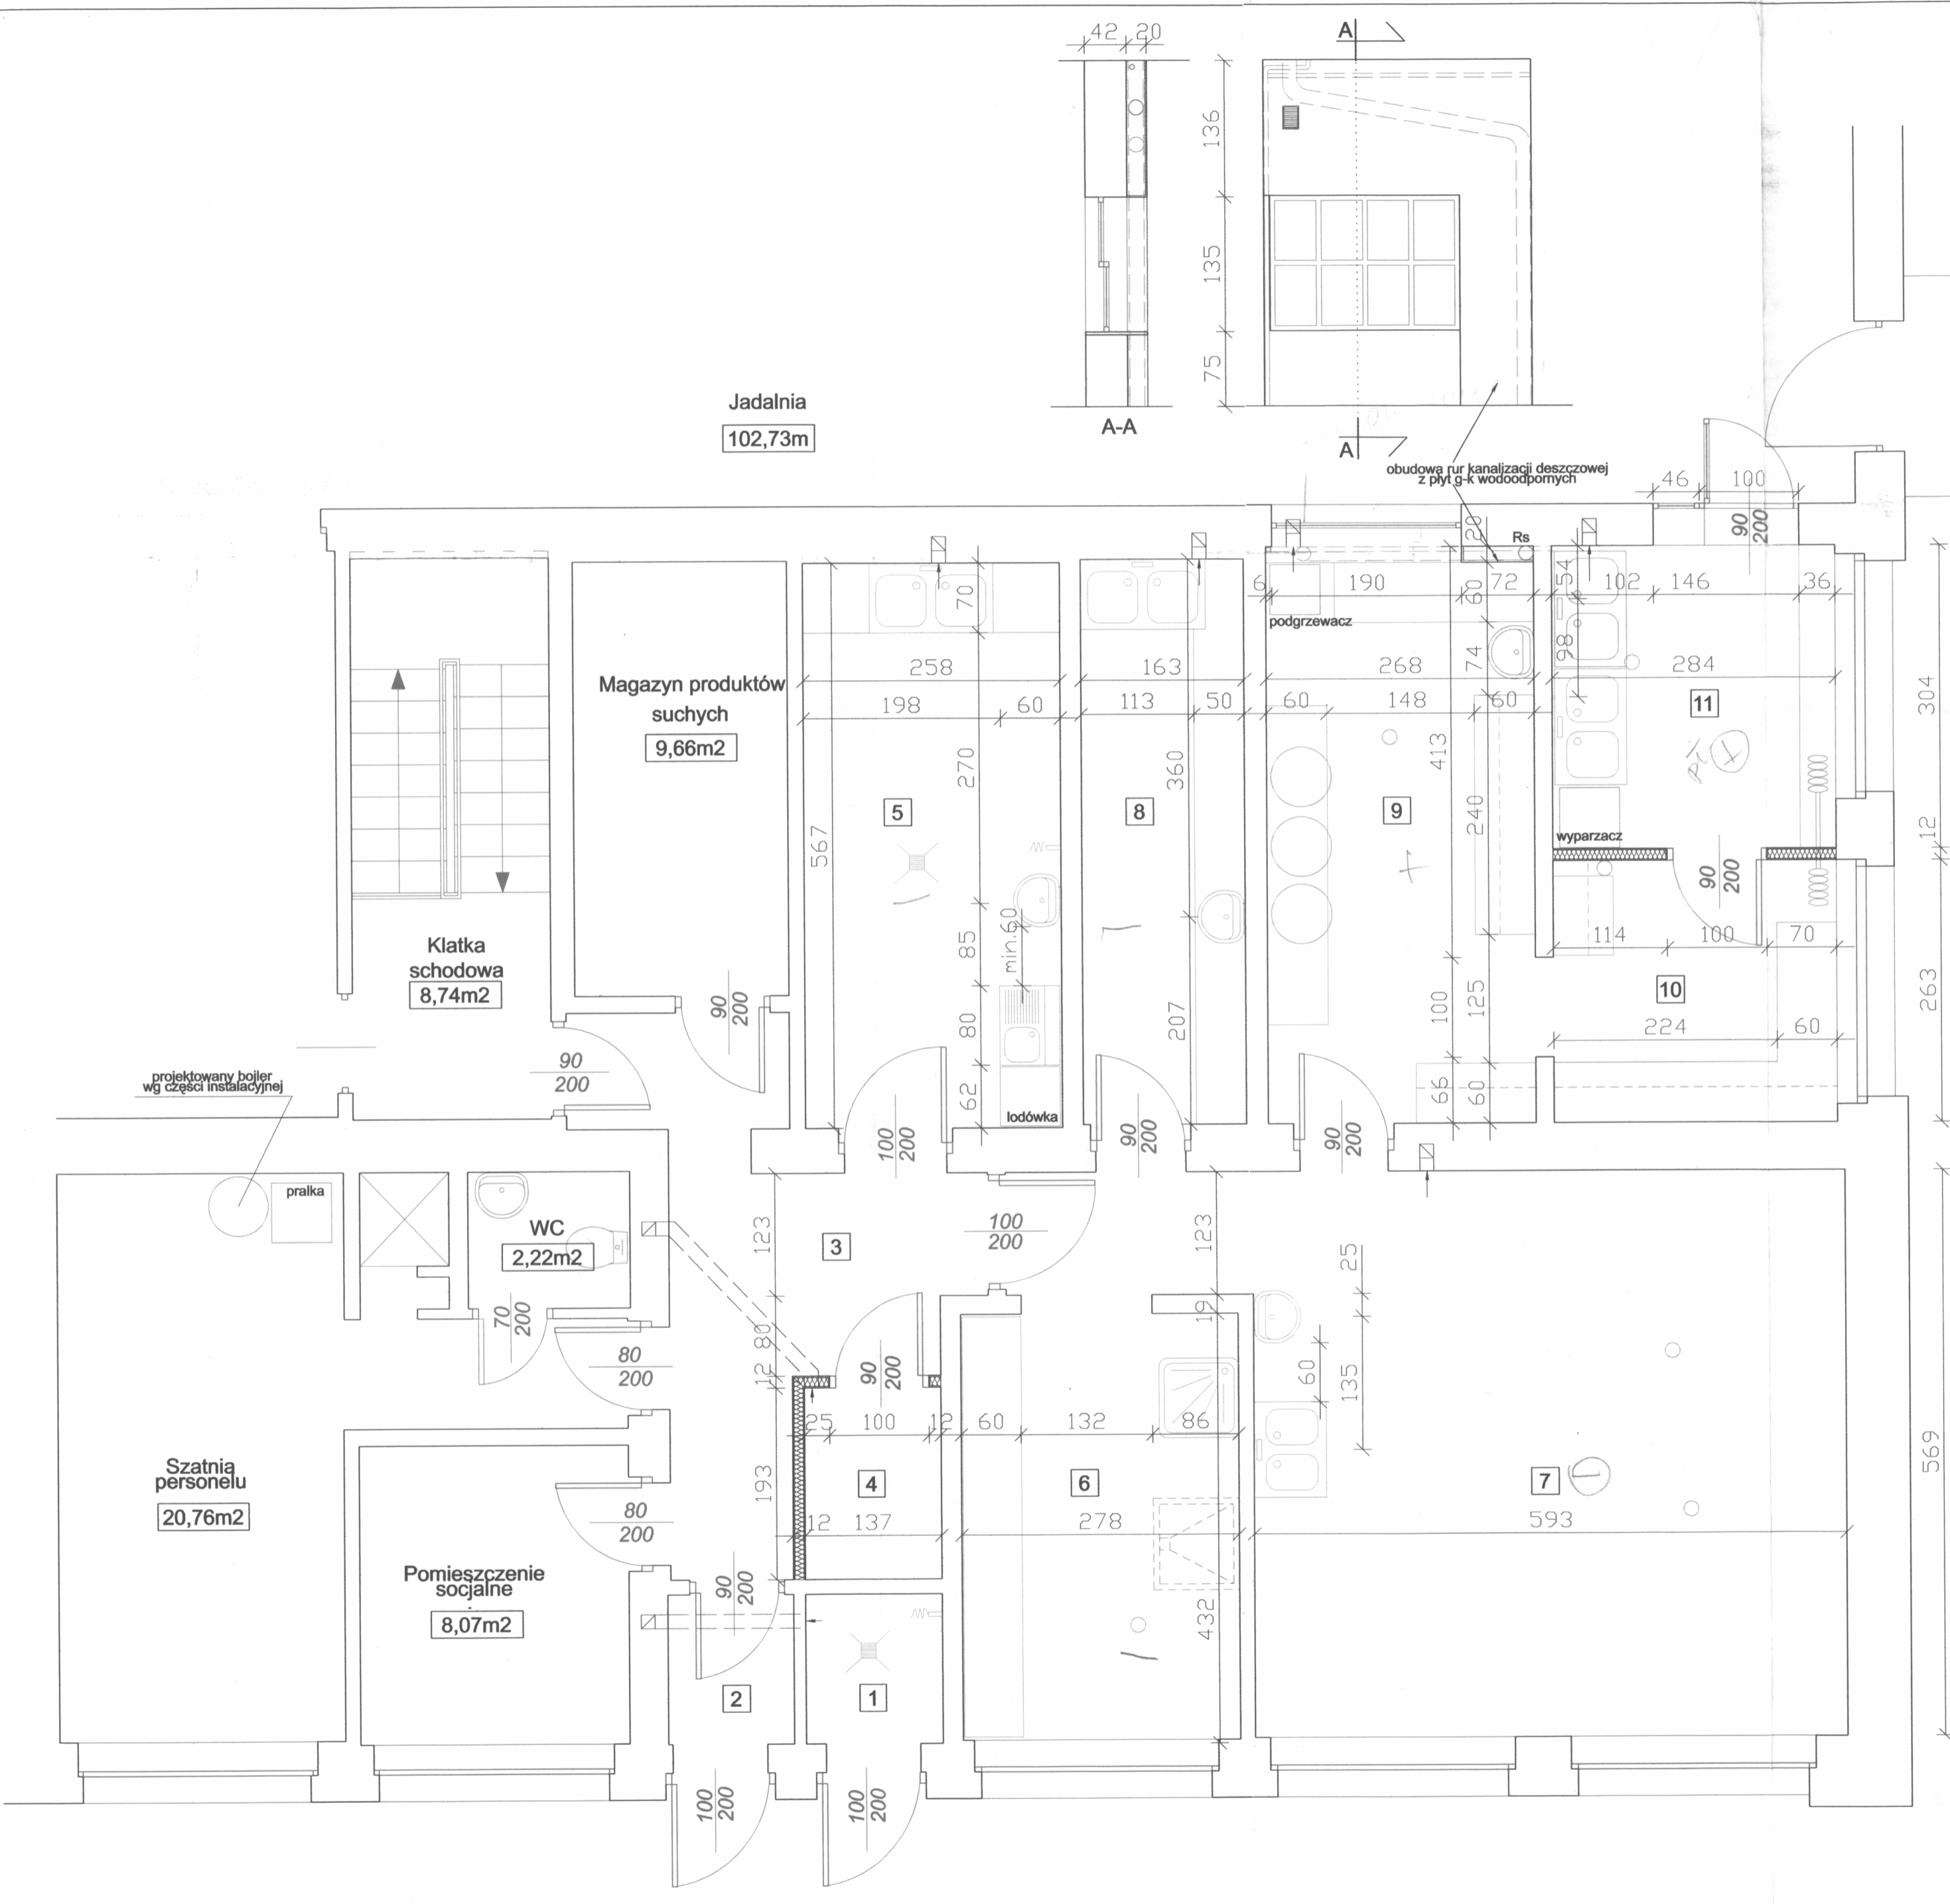 42 20
A
136
135
75
A-A
A
Jadalnia
102,73m
obudowa rur kanalizacji deszczowej
z płyt g-k wodoodpornych
46 100
90
200
Rs
20
6 190 72
60
54
102 146 36
podgrzewacz
70
258 163 268
74
98
284
198 60 113 50 60 148 60
11
304
Magazyn produktów
suchych
9,66m2
270
360
413
240
567
5
8
9
wyparzacz
12
90
200
Klatka
schodowa
8,74m2
85
min.60
114 100 70
10
263
90
200
80
207
100
125
224 60
90
200
projektowany bojler
wg części instalacyjnej
62
lodówka
66
60
100
200
90
200
90
200
pralka
WC
2,22m2
123
3
100
200
123
25
70
200
80
200
80
12
90
200
19
60
135
25 100 12 60 132 86
Szatnia
personelu
20,76m2
193
4
6
7
569
80
200
12 137 278 593
Pomieszczenie
socjalne
8,07m2
90
200
432
2
1
100
200
100
200